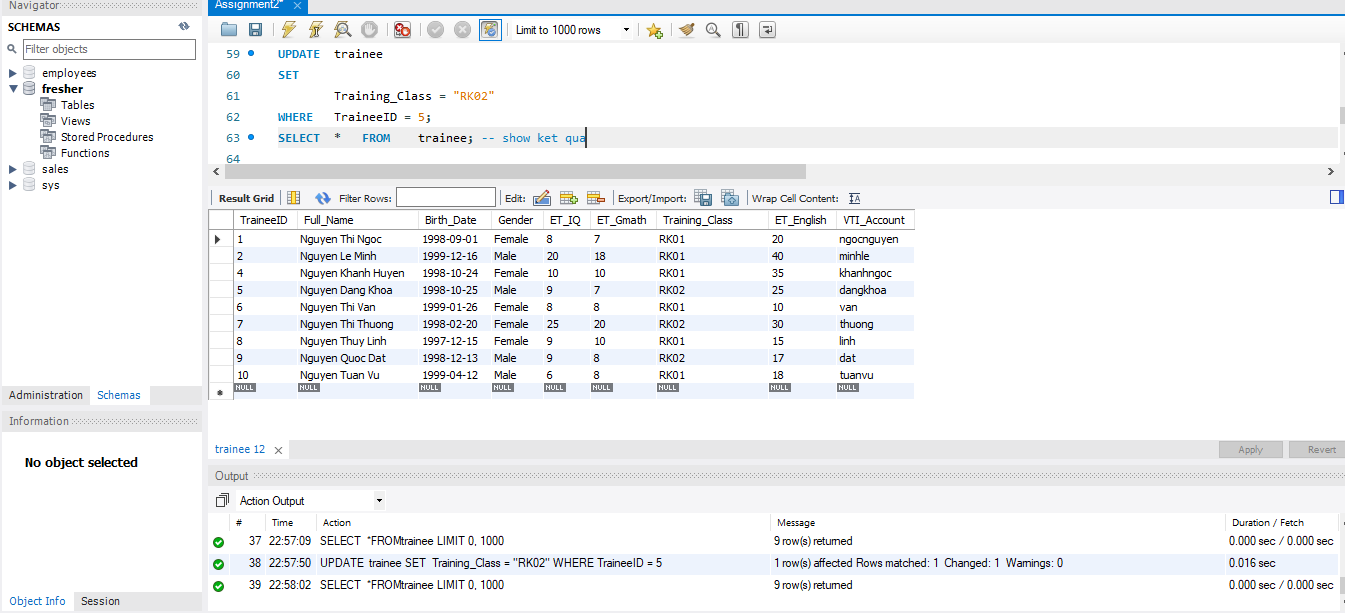 Navigator
SCHEMAS
Filter objects
employees
fresher
Tables
Views
Stored Procedures
Functions
sales
sys
Administration Schemas
Information
No object selected
Object Info Session
Assignment2*
Limit to 1000 rows
59 UPDATE trainee
60 SET
61 Training_Class = "RK02"
62 WHERE TraineeID = 5;
63 SELECT * FROM trainee; -- show ket qua
64
Result Grid Filter Rows: Edit: Export/Import: Wrap Cell Content:
TraineeID Full_Name Birth_Date Gender ET_IQ ET_Gmath Training_Class ET_English VTI_Account
1 Nguyen Thi Ngoc 1998-09-01 Female 8 7 RK01 20 ngocnguyen
2 Nguyen Le Minh 1999-12-16 Male 20 18 RK01 40 minhle
4 Nguyen Khanh Huyen 1998-10-24 Female 10 10 RK01 35 khanhngoc
5 Nguyen Dang Khoa 1998-10-25 Male 9 7 RK02 25 dangkhoa
6 Nguyen Thi Van 1999-01-26 Female 8 8 RK01 10 van
7 Nguyen Thi Thuong 1998-02-20 Female 25 20 RK02 30 thuong
8 Nguyen Thuy Linh 1997-12-15 Female 9 10 RK01 15 linh
9 Nguyen Quoc Dat 1998-12-13 Male 9 8 RK02 17 dat
10 Nguyen Tuan Vu 1999-04-12 Male 6 8 RK01 18 tuanvu
NULL NULL NULL NULL NULL NULL NULL NULL NULL
trainee 12
Apply Revert
Output
Action Output
# Time Action Message Duration / Fetch
37 22:57:09 SELECT *FROMtrainee LIMIT 0, 1000 9 row(s) returned 0.000 sec / 0.000 sec
38 22:57:50 UPDATE trainee SET Training_Class = "RK02" WHERE TraineeID = 5 1 row(s) affected Rows matched: 1 Changed: 1 Warnings: 0 0.016 sec
39 22:58:02 SELECT *FROMtrainee LIMIT 0, 1000 9 row(s) returned 0.000 sec / 0.000 sec